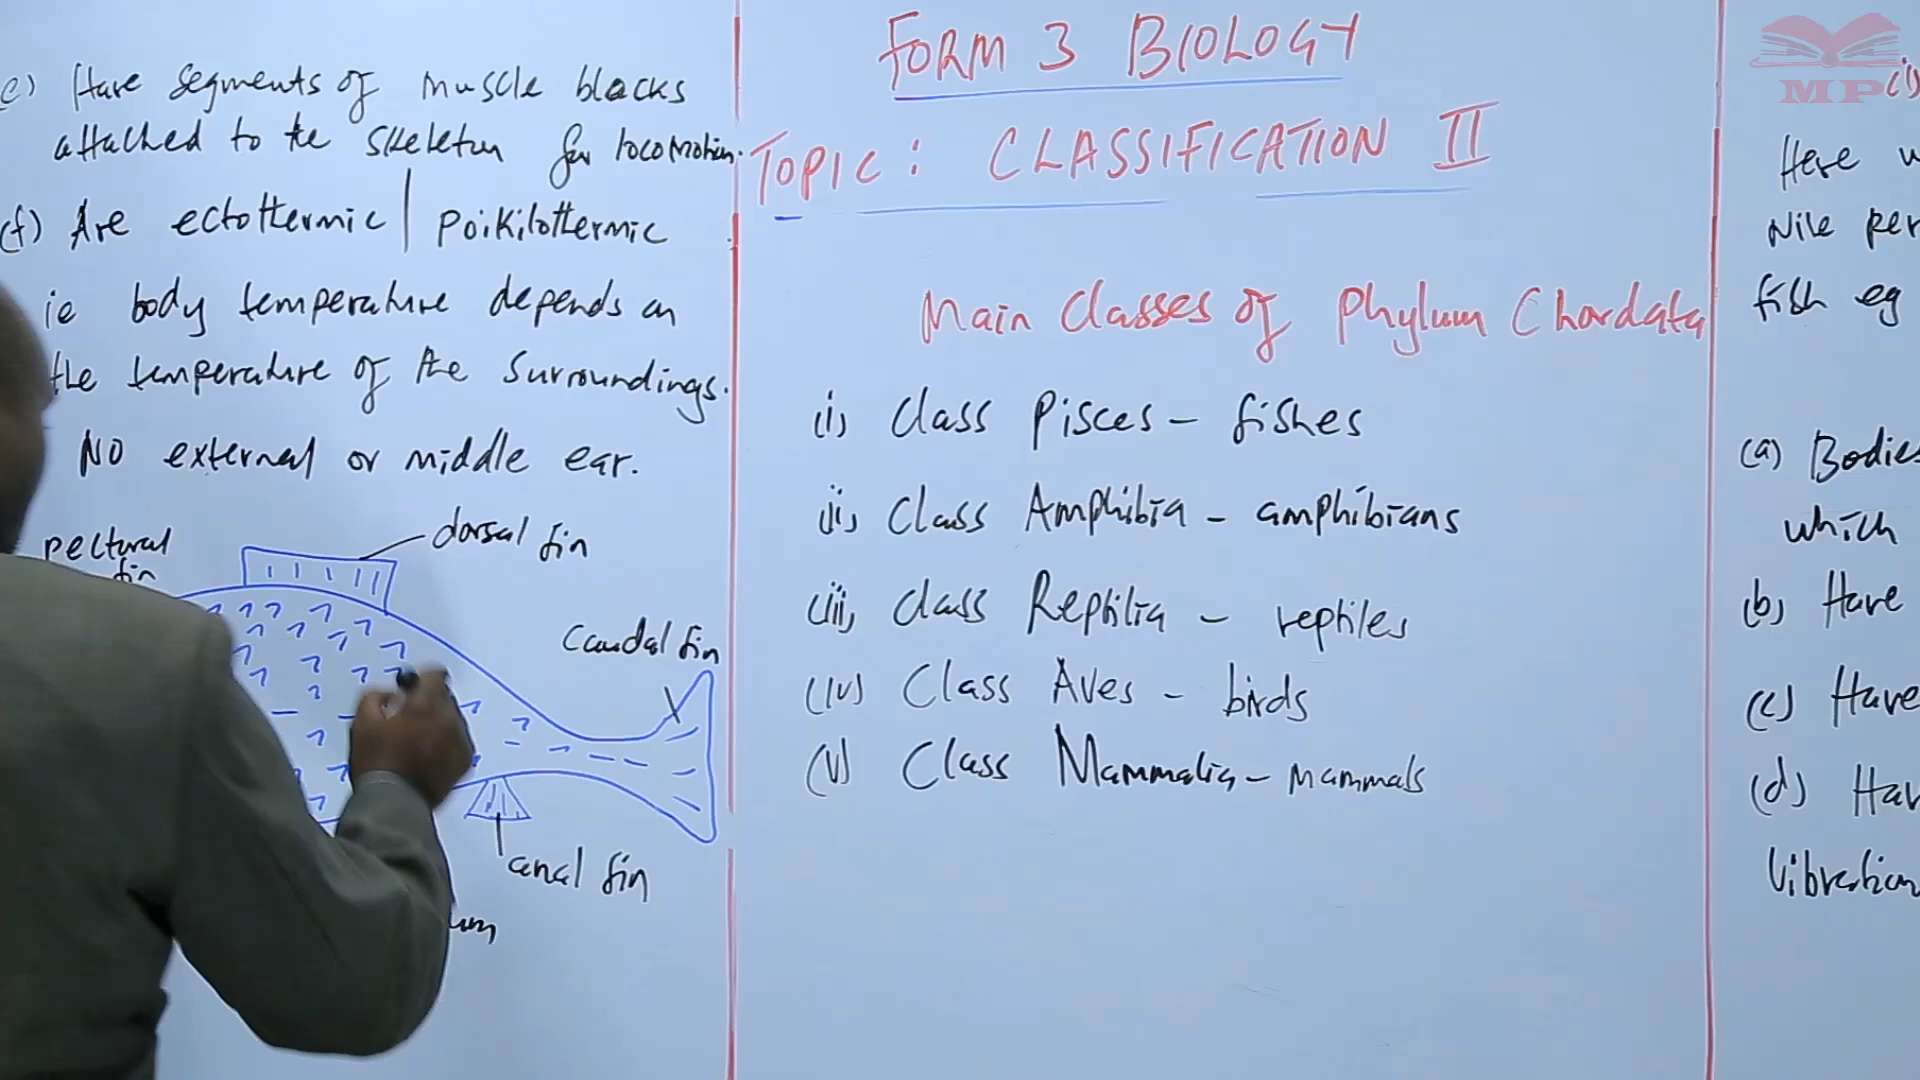 e) Have segments of muscle blocks
attached to the skeleton for locomotion.
(f) Are ectothermic | poikilothermic
ie body temperature depends on
the temperature of the surroundings.
No external or middle ear.
pectoral
fin
dorsal fin
Caudal fin
anal fin
FORM 3 BIOLOGY
TOPIC: CLASSIFICATION II
Main Classes of Phylum Chordata
(i) Class Pisces - fishes
(ii) Class Amphibia - amphibians
(iii) Class Reptilia - reptiles
(iv) Class Aves - birds
(v) Class Mammalia - mammals
MP
(i)
Here
Nile per
fish eg
(a) Bodies
which
(b) Have
(c) Have
(d) Hav
Vibration